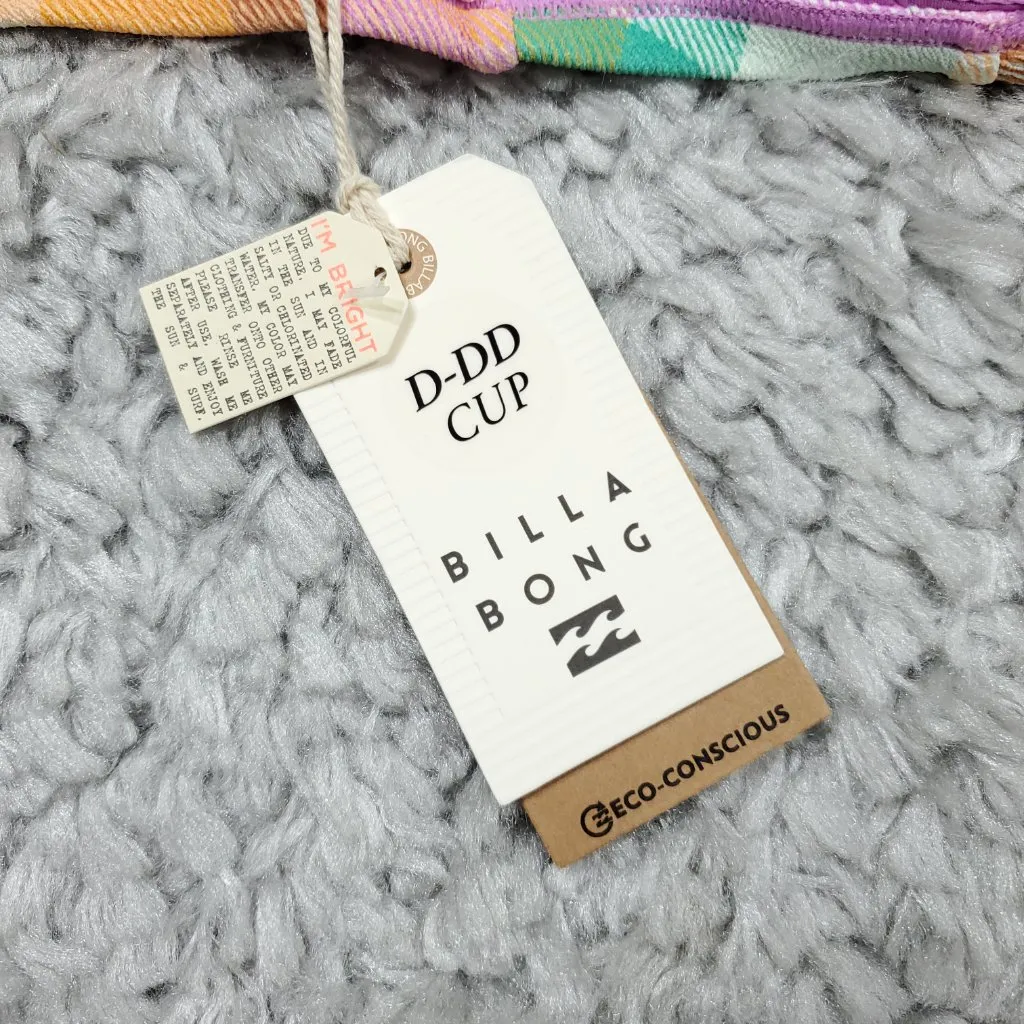 I'M BRIGHT
DUE TO MY COLORFUL
NATURE, I MAY FADE
IN THE SUN AND IN
SALTY OR CHLORINATED
WATER. MY COLOR MAY
TRANSFER ONTO OTHER
CLOTHING & FURNITURE
PLEASE RINSE ME
AFTER USE, WASH ME
SEPARATELY AND ENJOY
THE SUN & SURF.
D-DD
CUP
BILLA
BONG
ECO-CONSCIOUS